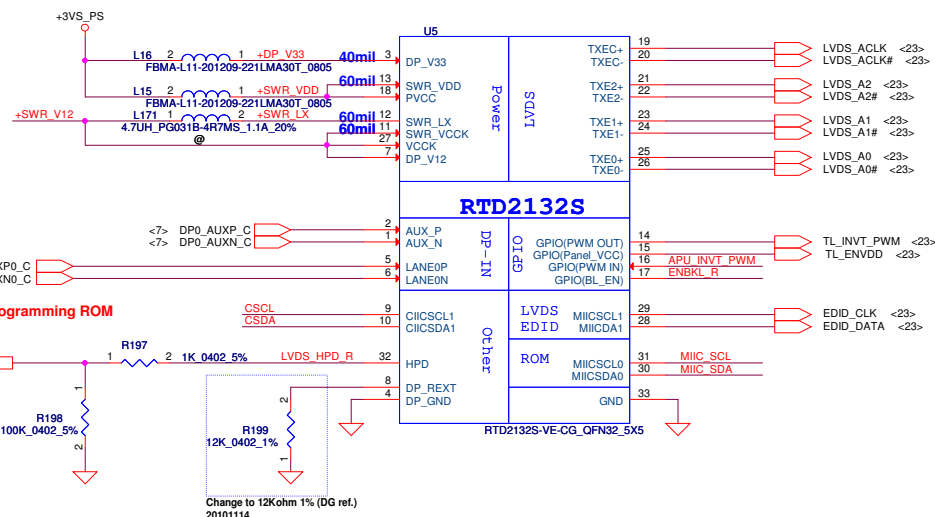 +3VS_PS
U5
L16 2 1 +DP_V33 40mil 3 DP_V33
FBMA-L11-201209-221LMA30T_0805
60mil 13 SWR_VDD
L15 2 1 +SWR_VDD 18 PVCC
FBMA-L11-201209-221LMA30T_0805
+SWR_V12 L171 1 2 +SWR_LX 60mil 12 SWR_LX
4.7UH_PG031B-4R7MS_1.1A_20% 60mil 11 SWR_VCCK
@ 27 VCCK
7 DP_V12
Power
LVDS
TXEC+ 19 LVDS_ACLK <23>
TXEC- 20 LVDS_ACLK# <23>
TXE2+ 21 LVDS_A2 <23>
TXE2- 22 LVDS_A2# <23>
TXE1+ 23 LVDS_A1 <23>
TXE1- 24 LVDS_A1# <23>
TXE0+ 25 LVDS_A0 <23>
TXE0- 26 LVDS_A0# <23>
RTD2132S
<7> DP0_AUXP_C 2 AUX_P
<7> DP0_AUXN_C 1 AUX_N
XP0_C 5 LANE0P
XN0_C 6 LANE0N
DP-IN
GPIO
GPIO(PWM OUT) 14 TL_INVT_PWM <23>
GPIO(Panel_VCC) 15 TL_ENVDD <23>
GPIO(PWM IN) 16 APU_INVT_PWM
GPIO(BL_EN) 17 ENBKL_R
ogramming ROM
CSCL 9 CIICSCL1
CSDA 10 CIICSDA1
Other
LVDS
EDID
MIICSCL1 29 EDID_CLK <23>
MIICDA1 28 EDID_DATA <23>
R197
1 2 1K_0402_5% LVDS_HPD_R 32 HPD
ROM
MIICSCL0 31 MIIC_SCL
MIICSDA0 30 MIIC_SDA
8 DP_REXT
4 DP_GND
GND 33
1
R198
100K_0402_5%
2
2
R199
12K_0402_1%
1
RTD2132S-VE-CG_QFN32_5X5
Change to 12Kohm 1% (DG ref.)
20101114